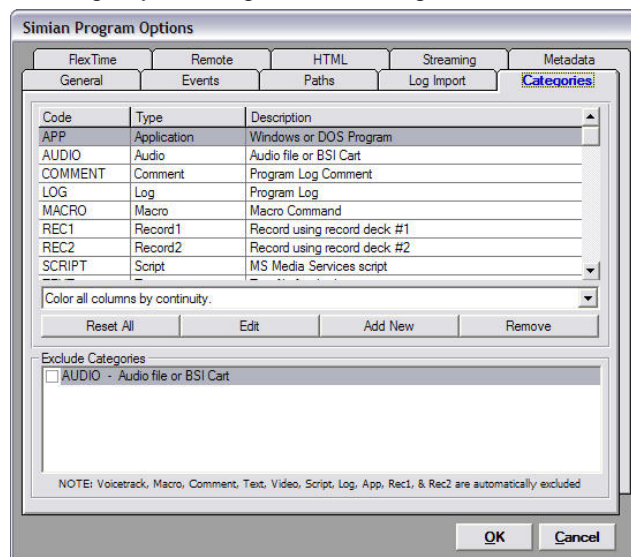 Simian Program Options
FlexTime Remote HTML Streaming Metadata
General Events Paths Log Import Categories
Code Type Description
APP Application Windows or DOS Program
AUDIO Audio Audio file or BSI Cart
COMMENT Comment Program Log Comment
LOG Log Program Log
MACRO Macro Macro Command
REC1 Record1 Record using record deck #1
REC2 Record2 Record using record deck #2
SCRIPT Script MS Media Services script
Color all columns by continuity.
Reset All Edit Add New Remove
Exclude Categories
AUDIO - Audio file or BSI Cart
NOTE: Voicetrack, Macro, Comment, Text, Video, Script, Log, App, Rec1, & Rec2 are automatically excluded
OK Cancel